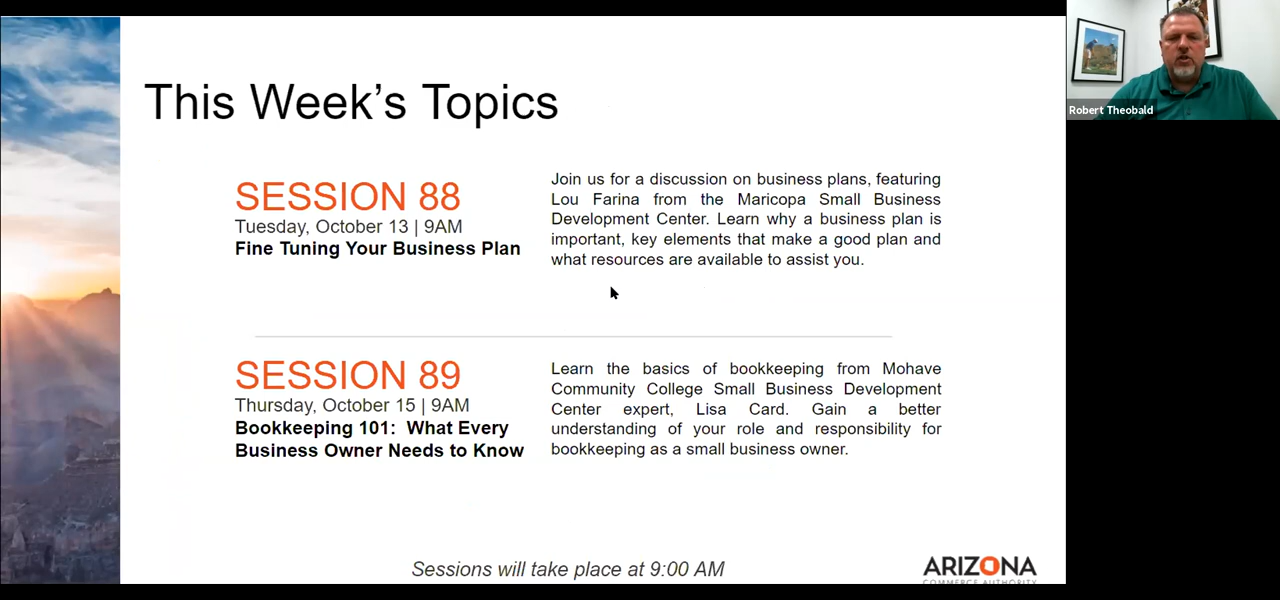 This Week's Topics
SESSION 88
Tuesday, October 13 | 9AM
Fine Tuning Your Business Plan
Join us for a discussion on business plans, featuring
Lou Farina from the Maricopa Small Business
Development Center. Learn why a business plan is
important, key elements that make a good plan and
what resources are available to assist you.
SESSION 89
Thursday, October 15 | 9AM
Bookkeeping 101: What Every
Business Owner Needs to Know
Learn the basics of bookkeeping from Mohave
Community College Small Business Development
Center expert, Lisa Card. Gain a better
understanding of your role and responsibility for
bookkeeping as a small business owner.
Sessions will take place at 9:00 AM
ARIZONA
COMMERCE AUTHORITY
Robert Theobald